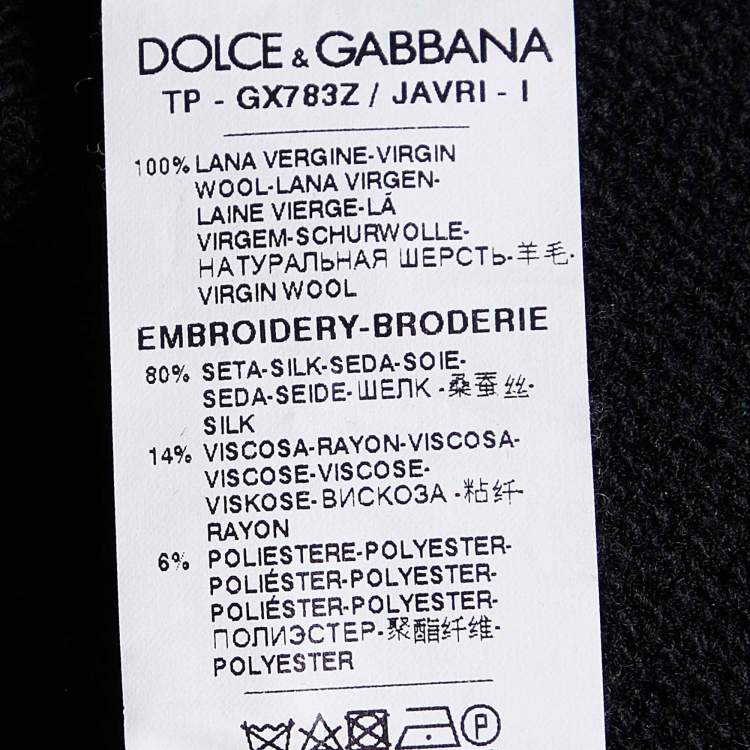 DOLCE & GABBANA
TP - GX783Z / JAVRI - I
100% LANA VERGINE-VIRGIN
WOOL-LANA VIRGEN-
LAINE VIERGE-LÃ
VIRGEM-SCHURWOLLE-
НАТУРАЛЬНАЯ ШЕРСТЬ-羊毛-
VIRGIN WOOL
EMBROIDERY-BRODERIE
80% SETA-SILK-SEDA-SOIE-
SEDA-SEIDE-ШЕЛК-桑蚕丝-
SILK
14% VISCOSA-RAYON-VISCOSA-
VISCOSE-VISCOSE-
VISKOSE-ВИСКОЗА-粘纤-
RAYON
6% POLIESTERE-POLYESTER-
POLIÉSTER-POLYESTER-
POLIÉSTER-POLYESTER-
ПОЛИЭСТЕР-聚酯纤维-
POLYESTER
P